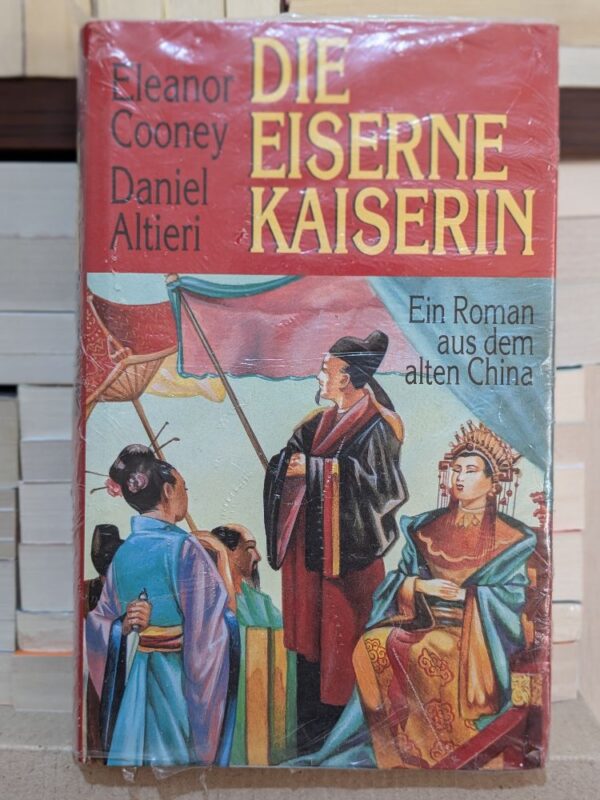 Eleanor
Cooney
Daniel
Altieri
DIE
EISERNE
KAISERIN
Ein Roman
aus dem
alten China